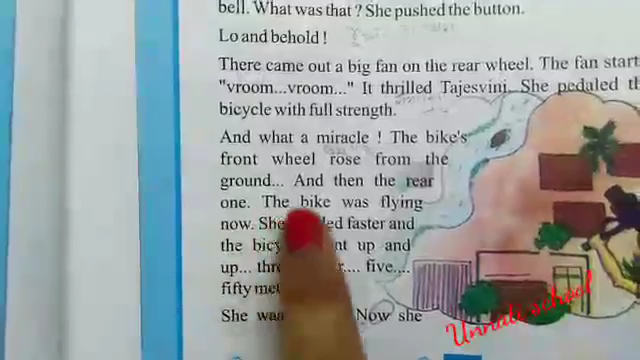 bell. What was that ? She pushed the button.
Lo and behold !
There came out a big fan on the rear wheel. The fan start
"vroom...vroom..." It thrilled Tajesvini. She pedaled th
bicycle with full strength.
And what a miracle ! The bike's
front wheel rose from the
ground... And then the rear
one. The bike was flying
now. She led faster and
the bicy nt up and
up... thr r.... five....
fifty met
She wa Now she
Unnati school